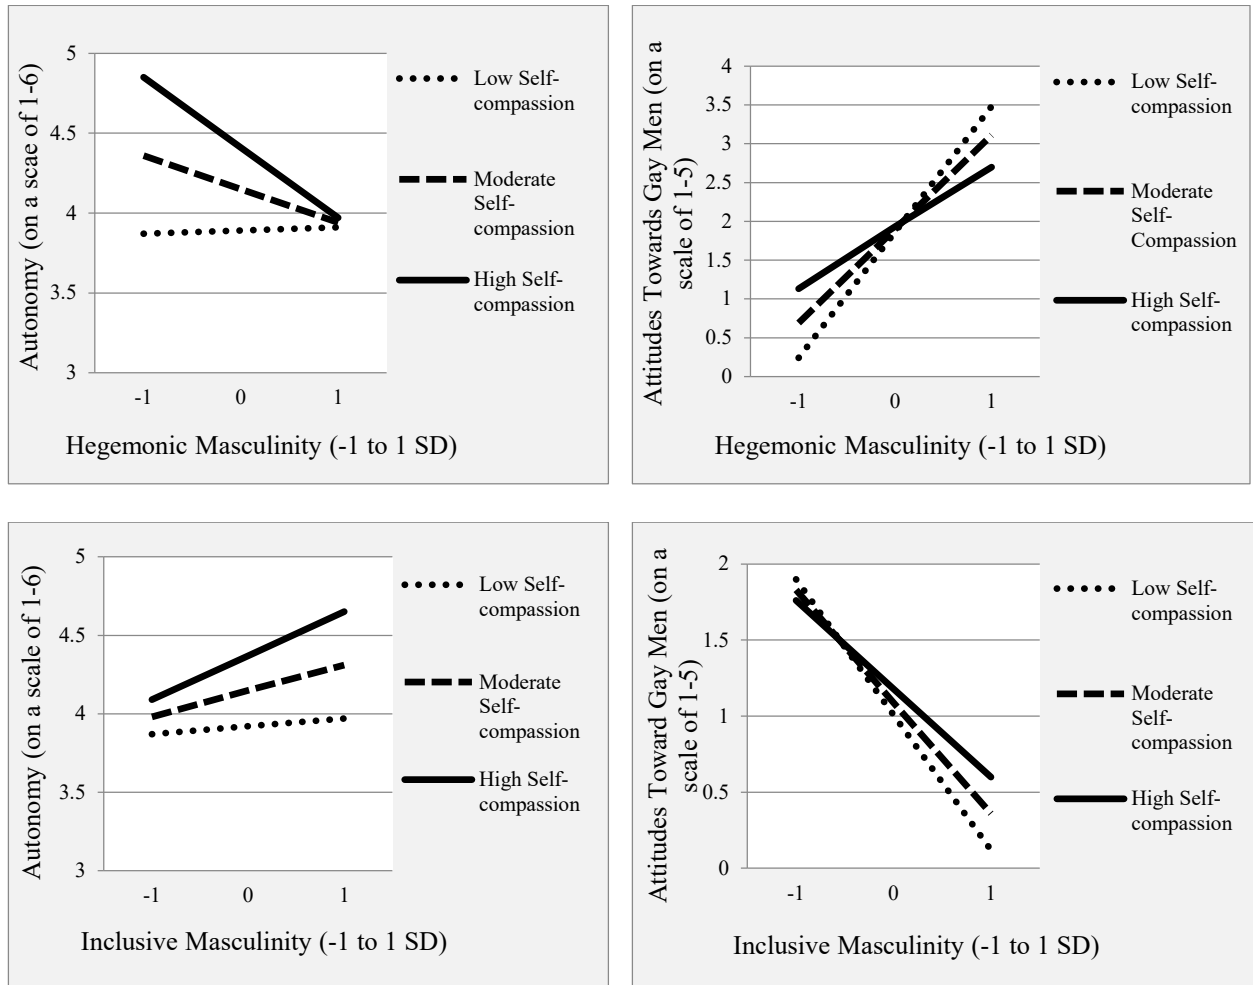 Autonomy (on a scae of 1-6)
5
4.5
4
3.5
3
-1 0 1
Hegemonic Masculinity (-1 to 1 SD)
Low Self-
compassion
Moderate
Self-
compassion
High Self-
compassion
Attitudes Towards Gay Men (on a
scale of 1-5)
4
3.5
3
2.5
2
1.5
1
0.5
0
-1 0 1
Hegemonic Masculinity (-1 to 1 SD)
Low Self-
compassion
Moderate
Self-
Compassion
High Self-
compassion
Autonomy (on a scale of 1-6)
5
4.5
4
3.5
3
-1 0 1
Inclusive Masculinity (-1 to 1 SD)
Low Self-
compassion
Moderate
Self-
compassion
High Self-
compassion
Attitudes Toward Gay Men (on a
scale of 1-5)
2
1.5
1
0.5
0
-1 0 1
Inclusive Masculinity (-1 to 1 SD)
Low Self-
compassion
Moderate
Self-
compassion
High Self-
compassion